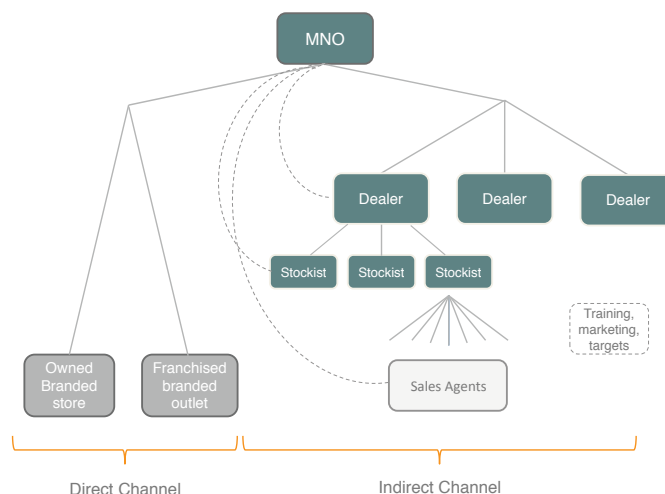 MNO
Dealer
Dealer
Dealer
Stockist
Stockist
Stockist
Training,
marketing,
targets
Owned
Branded
store
Franchised
branded
outlet
Sales Agents
Direct Channel
Indirect Channel